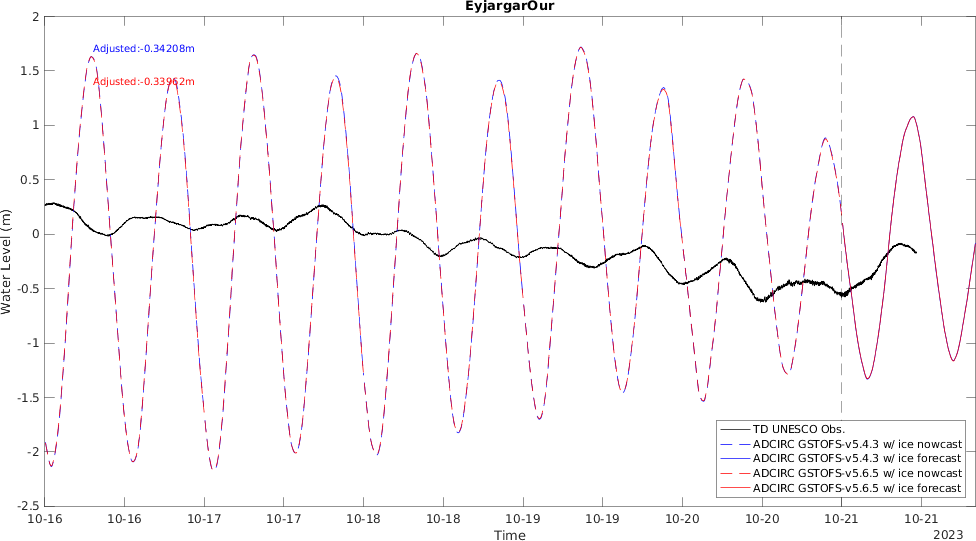 EyjargarOur
Adjusted:-0.34208m
Adjusted:-0.33962m
Water Level (m)
2
1.5
1
0.5
0
-0.5
-1
-1.5
-2
-2.5
TD UNESCO Obs.
ADCIRC GSTOFS-v5.4.3 w/ ice nowcast
ADCIRC GSTOFS-v5.4.3 w/ ice forecast
ADCIRC GSTOFS-v5.6.5 w/ ice nowcast
ADCIRC GSTOFS-v5.6.5 w/ ice forecast
10-16 10-16 10-17 10-17 10-18 10-18 10-19 10-19 10-20 10-20 10-21 10-21
Time
2023